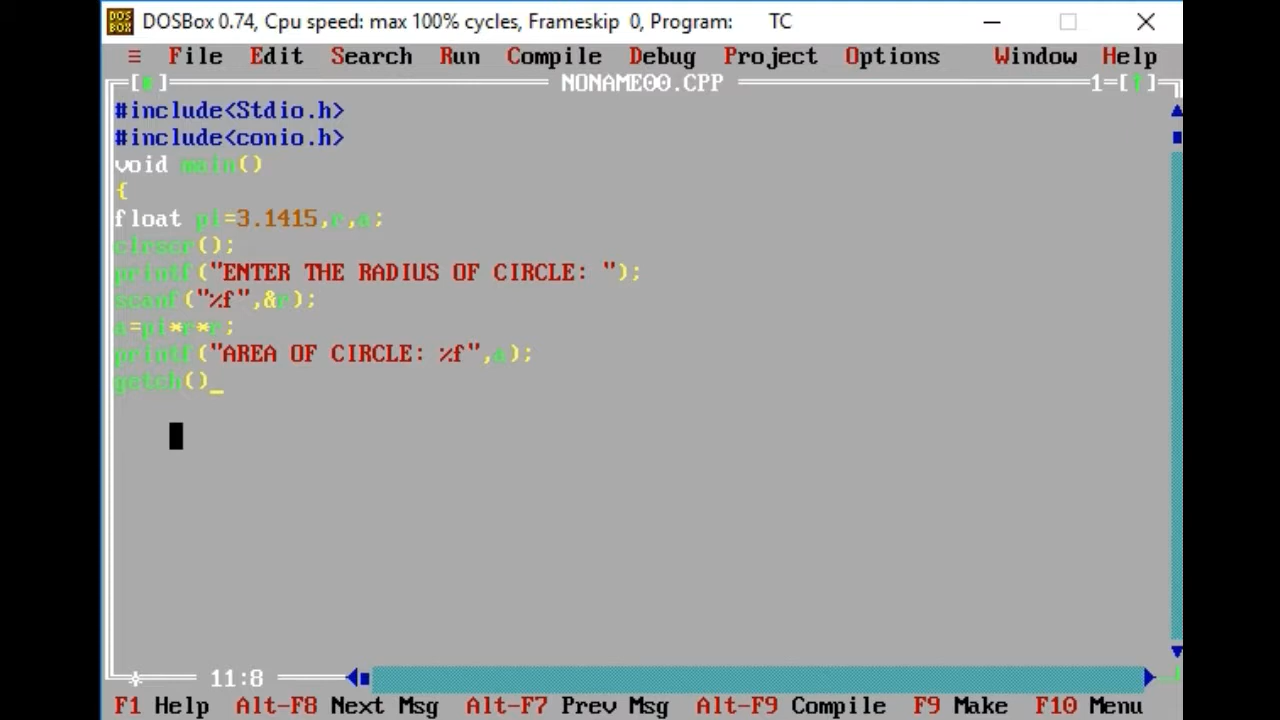 DOSBox 0.74, Cpu speed: max 100% cycles, Frameskip 0, Program: TC
≡ File Edit Search Run Compile Debug Project Options Window Help
NONAME00.CPP 1
#include<Stdio.h>
#include<conio.h>
void main()
{
float pi=3.1415,r,a;
clrscr();
printf("ENTER THE RADIUS OF CIRCLE: ");
scanf("%f",&r);
a=pi*r*r;
printf("AREA OF CIRCLE: %f",a);
getch()_
11:8
F1 Help Alt-F8 Next Msg Alt-F7 Prev Msg Alt-F9 Compile F9 Make F10 Menu